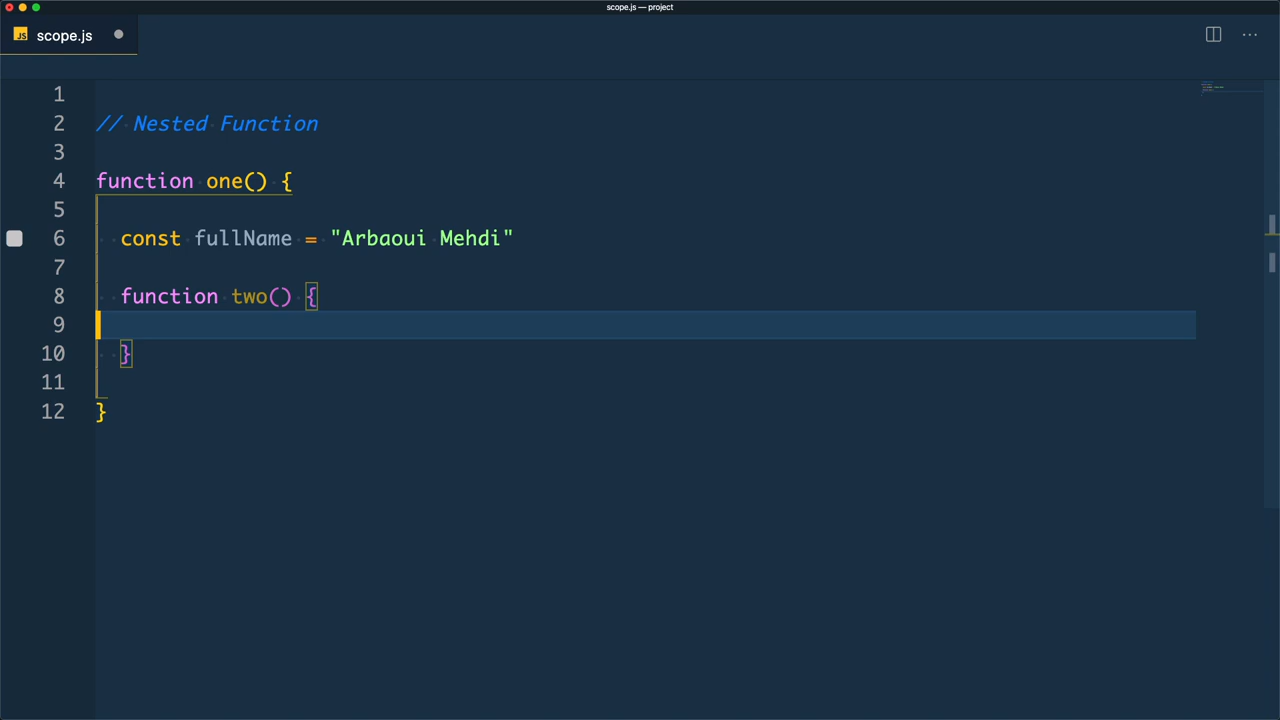 scope.js — project
JS scope.js
1
2 // Nested Function
3
4 function one() {
5
6 const fullName = "Arbaoui Mehdi"
7
8 function two() {
9
10 }
11
12 }